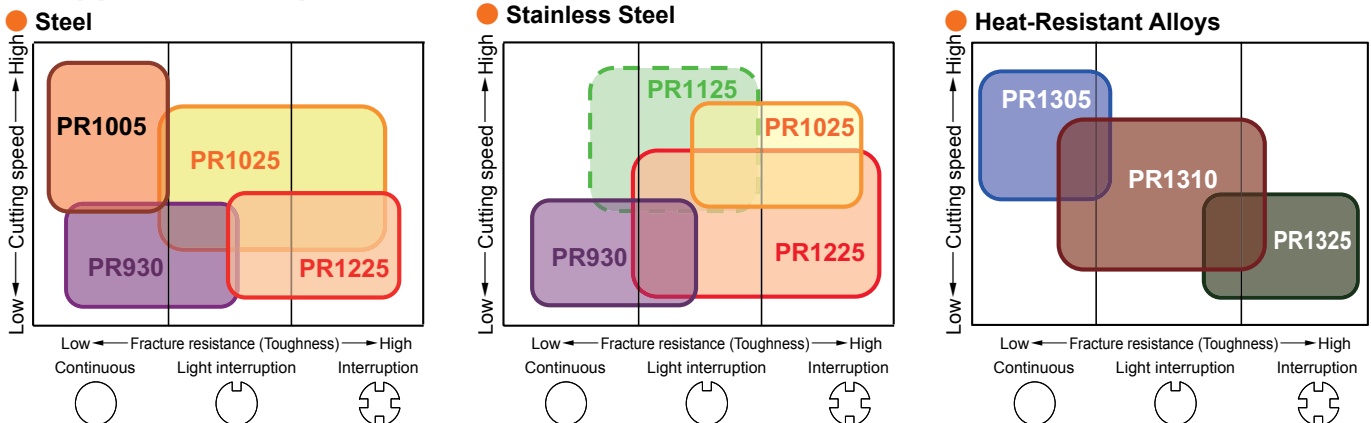 Steel
High
Cutting speed
Low
PR1005
PR1025
PR930
PR1225
Low Fracture resistance (Toughness) High
Continuous Light interruption Interruption
Stainless Steel
High
Cutting speed
Low
PR1125
PR1025
PR930
PR1225
Low Fracture resistance (Toughness) High
Continuous Light interruption Interruption
Heat-Resistant Alloys
High
Cutting speed
Low
PR1305
PR1310
PR1325
Low Fracture resistance (Toughness) High
Continuous Light interruption Interruption